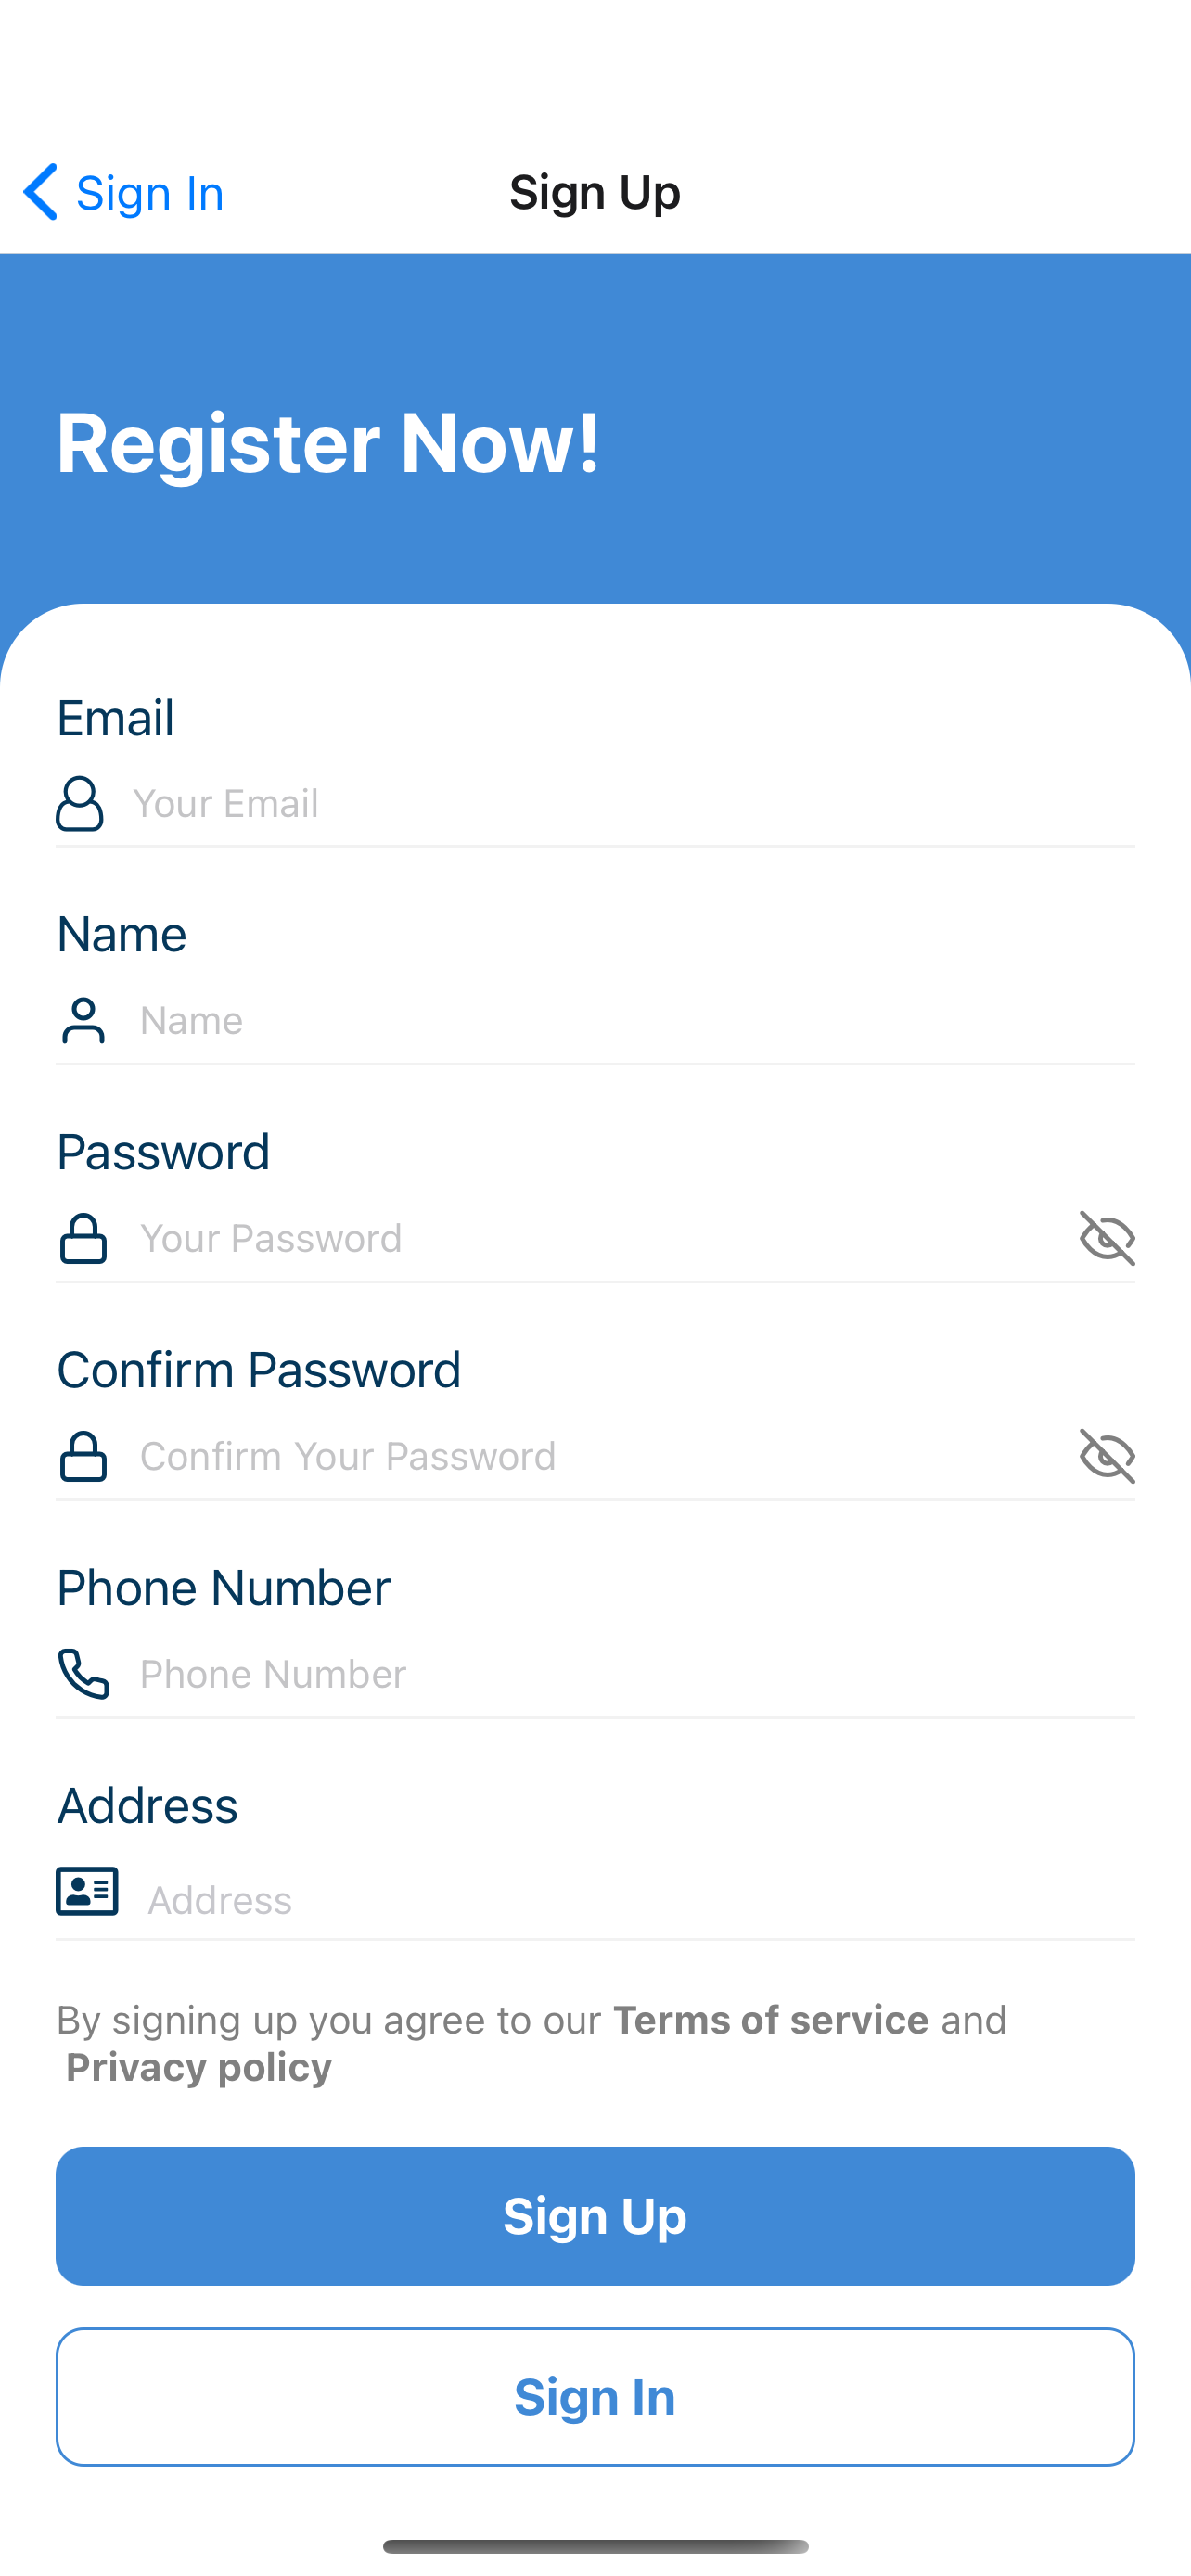 Sign In
Sign Up
Register Now!
Email
Your Email
Name
Name
Password
Your Password
Confirm Password
Confirm Your Password
Phone Number
Phone Number
Address
Address
By signing up you agree to our Terms of service and
Privacy policy
Sign Up
Sign In